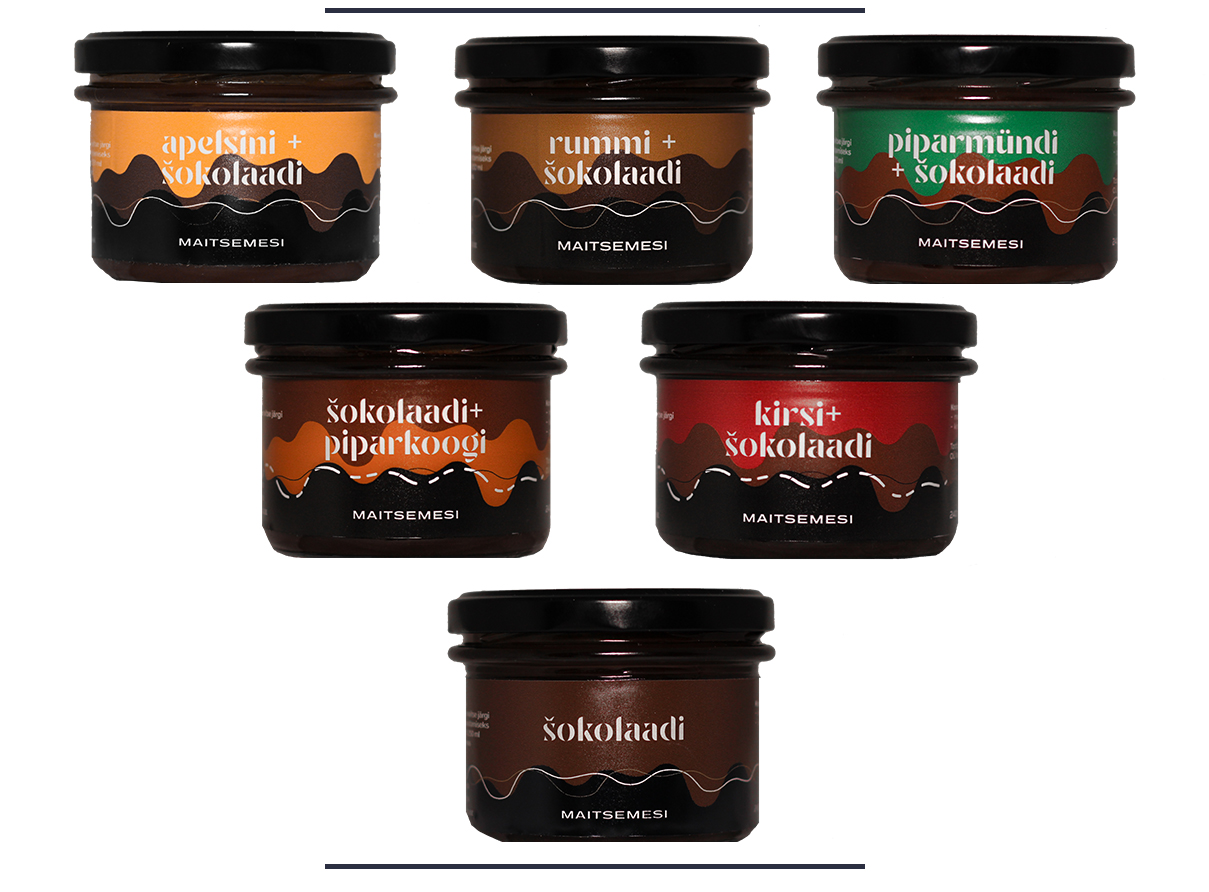 apelsini +
šokolaadi
MAITSEMESI
rummi +
šokolaadi
MAITSEMESI
piparmündi
+ šokolaadi
MAITSEMESI
šokolaadi+
piparkoogi
MAITSEMESI
kirsi+
šokolaadi
MAITSEMESI
šokolaadi
MAITSEMESI